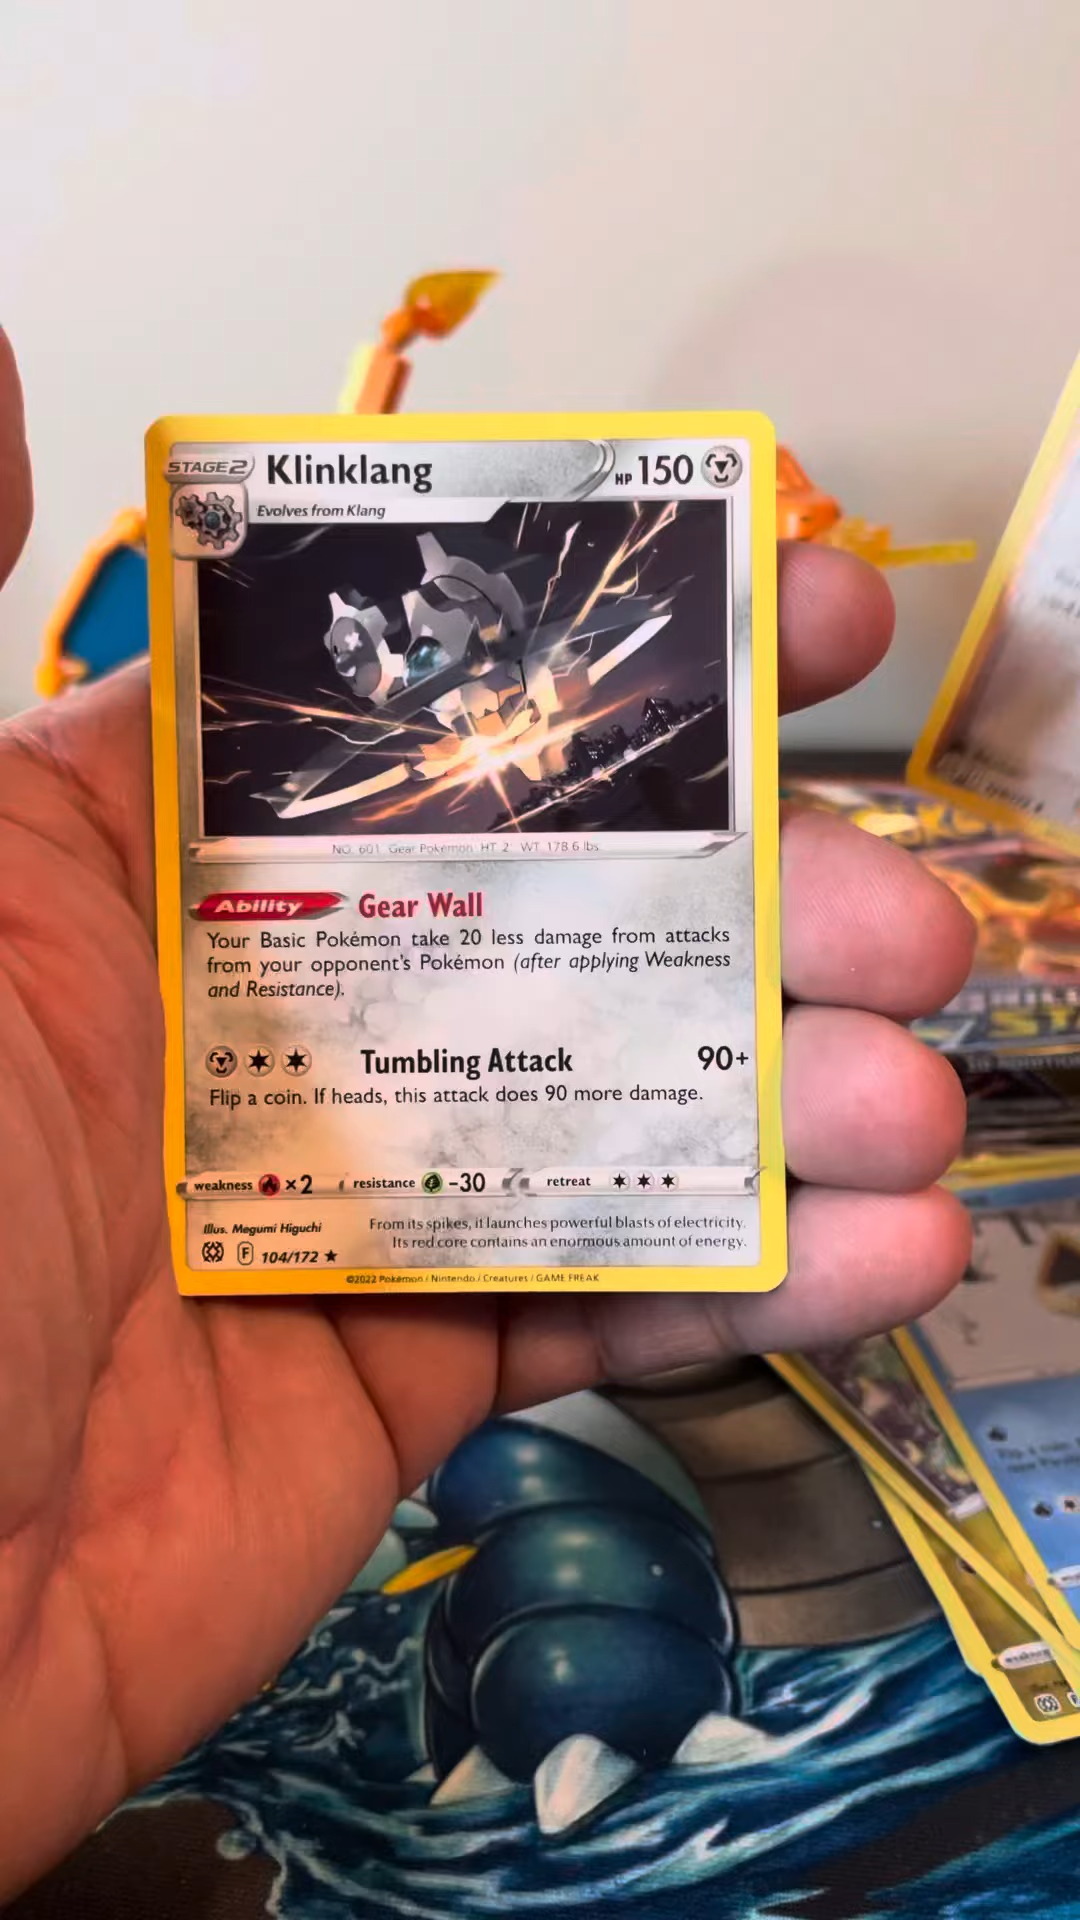 STAGE2 Klinklang HP 150
Evolves from Klang
NO. 601 Gear Pokémon HT 2' WT 178.6 lbs.
Ability Gear Wall
Your Basic Pokémon take 20 less damage from attacks
from your opponent's Pokémon (after applying Weakness
and Resistance).
Tumbling Attack 90+
Flip a coin. If heads, this attack does 90 more damage.
weakness ×2 resistance -30 retreat
Illus. Megumi Higuchi
From its spikes, it launches powerful blasts of electricity.
Its red core contains an enormous amount of energy.
F 104/172 ★
©2022 Pokémon / Nintendo / Creatures / GAME FREAK